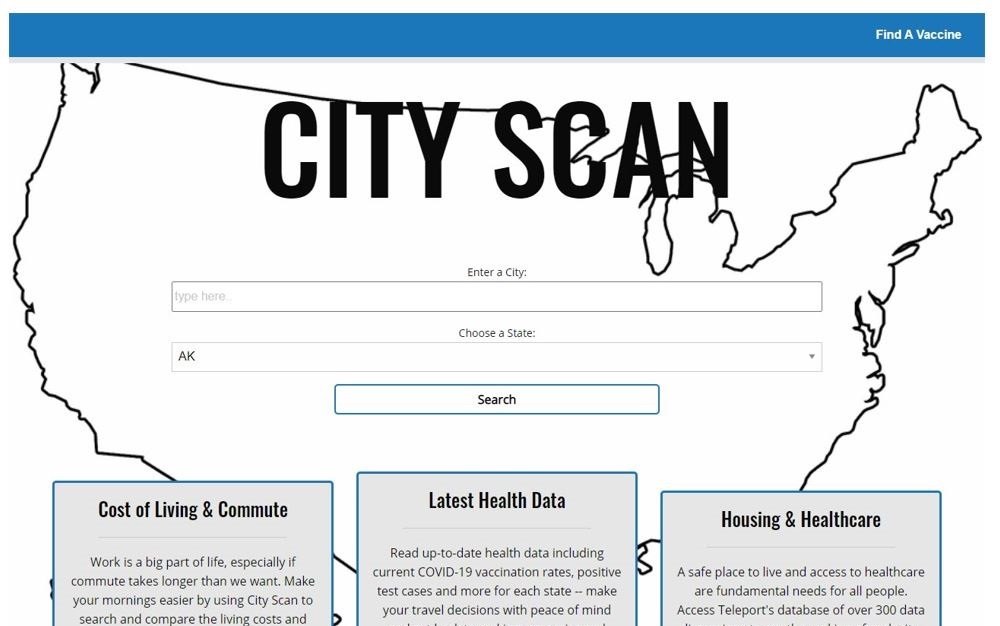 Find A Vaccine
CITY SCAN
Enter a City:
type here..
Choose a State:
AK
Search
Cost of Living & Commute
Work is a big part of life, especially if
commute takes longer than we want. Make
your mornings easier by using City Scan to
search and compare the living costs and
Latest Health Data
Read up-to-date health data including
current COVID-19 vaccination rates, positive
test cases and more for each state -- make
your travel decisions with peace of mind
Housing & Healthcare
A safe place to live and access to healthcare
are fundamental needs for all people.
Access Teleport's database of over 300 data